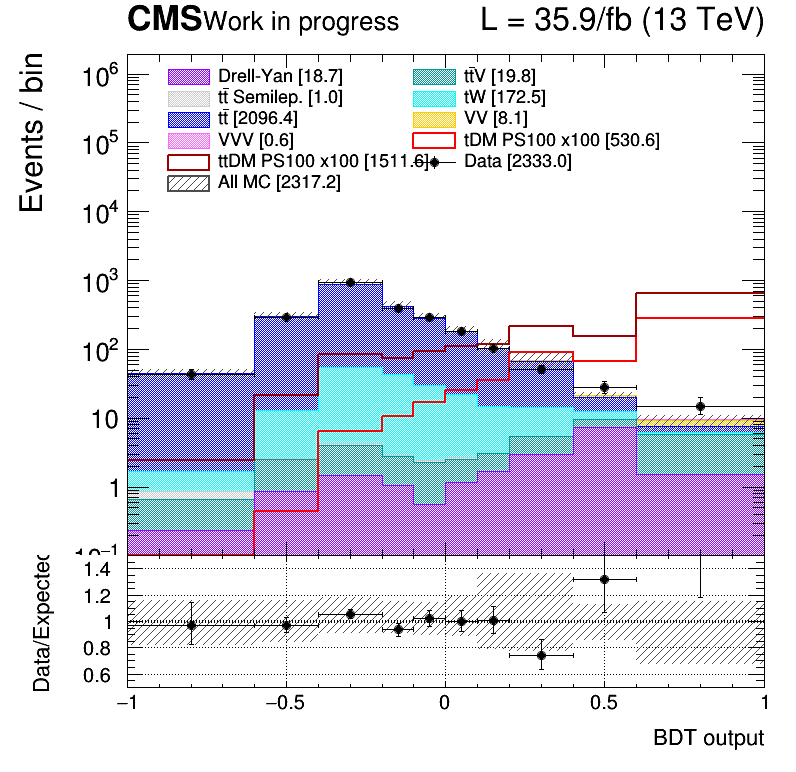 CMS Work in progress L = 35.9/fb (13 TeV)
Events / bin
10⁶
10⁵
10⁴
10³
10²
10
1
10⁻¹
Drell-Yan [18.7] tt̄V [19.8]
tt̄ Semilep. [1.0] tW [172.5]
tt̄ [2096.4] VV [8.1]
VVV [0.6] tDM PS100 x100 [530.6]
ttDM PS100 x100 [1511.6] Data [2333.0]
All MC [2317.2]
Data/Expected
1.4
1.2
1
0.8
0.6
−1 −0.5 0 0.5 1
BDT output